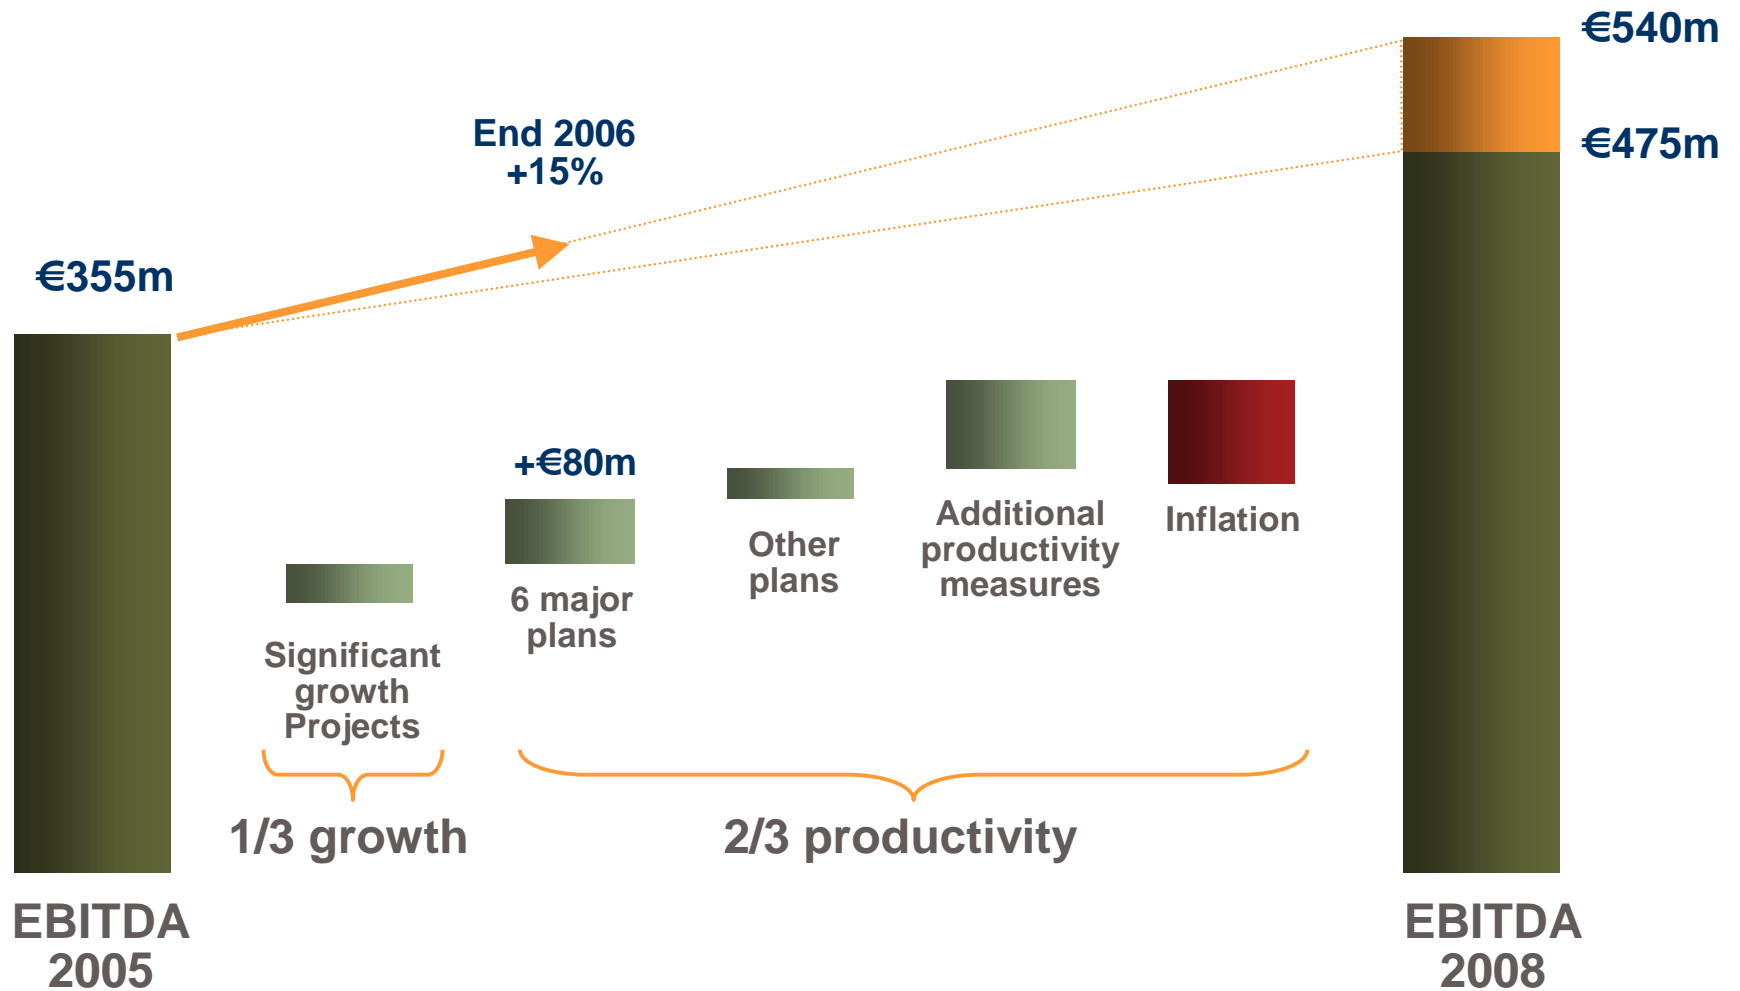 €540m
€475m
End 2006
+15%
€355m
+€80m
Significant
growth
Projects
6 major
plans
Other
plans
Additional
productivity
measures
Inflation
1/3 growth
2/3 productivity
EBITDA
2005
EBITDA
2008